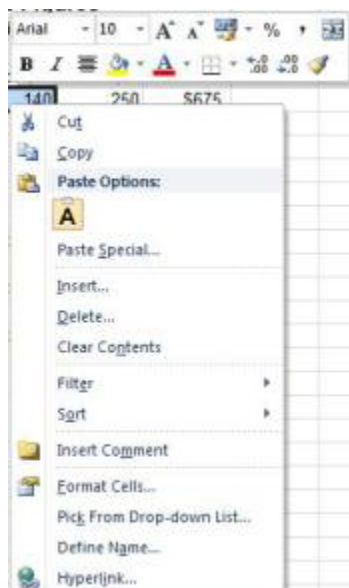 Arial 10 A A % ,
B I A
140 250 $675
Cut
Copy
Paste Options:
A
Paste Special...
Insert...
Delete...
Clear Contents
Filter
Sort
Insert Comment
Format Cells...
Pick From Drop-down List...
Define Name...
Hyperlink...